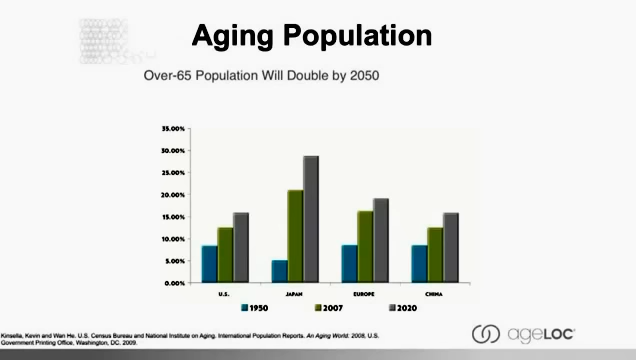 Aging Population
Over-65 Population Will Double by 2050
35.00%
30.00%
25.00%
20.00%
15.00%
10.00%
5.00%
0.00%
U.S. JAPAN EUROPE CHINA
1950 2007 2020
Kinsella, Kevin and Wan He. U.S. Census Bureau and National Institute on Aging. International Population Reports. An Aging World: 2008, U.S.
Government Printing Office, Washington, DC. 2009.
ageLOC